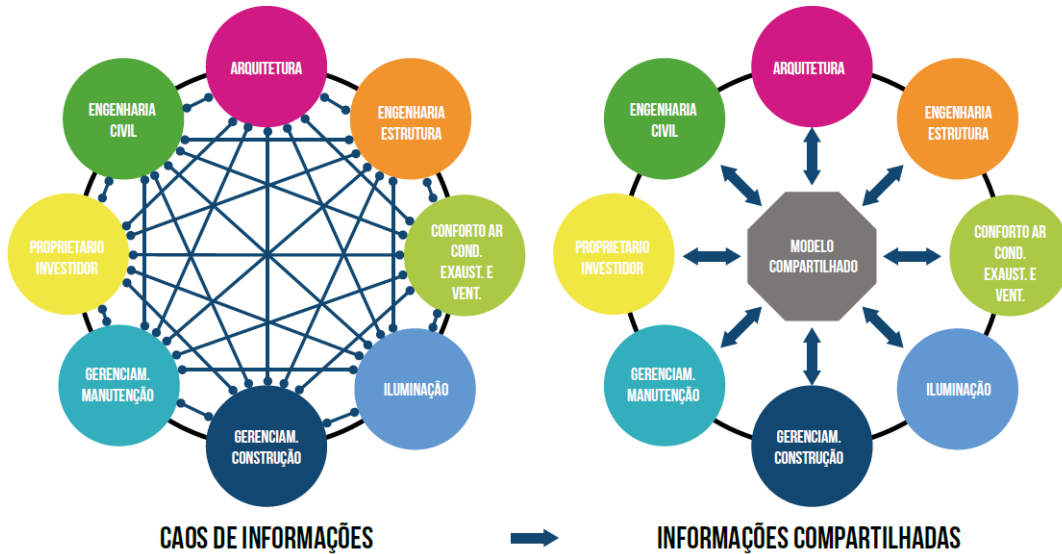 ARQUITETURA
ENGENHARIA
CIVIL
ENGENHARIA
ESTRUTURA
PROPRIETARIO
INVESTIDOR
CONFORTO AR
COND.
EXAUST. E
VENT.
GERENCIAM.
MANUTENÇÃO
ILUMINAÇÃO
GERENCIAM.
CONSTRUÇÃO
CAOS DE INFORMAÇÕES
ARQUITETURA
ENGENHARIA
CIVIL
ENGENHARIA
ESTRUTURA
PROPRIETÁRIO
INVESTIDOR
MODELO
COMPARTILHADO
CONFORTO AR
COND.
EXAUST. E
VENT.
GERENCIAM.
MANUTENÇÃO
ILUMINAÇÃO
GERENCIAM.
CONSTRUÇÃO
INFORMAÇÕES COMPARTILHADAS